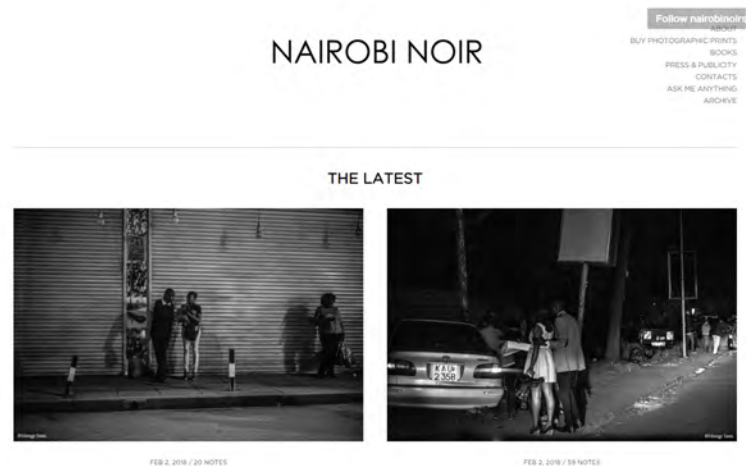 Follow nairobinoirs
NAIROBI NOIR
ABOUT
BUY PHOTOGRAPHIC PRINTS
BOOKS
PRESS & PUBLICITY
CONTACTS
ASK ME ANYTHING
ARCHIVE
THE LATEST
KAU
235B
FEB 2, 2018 / 20 NOTES
FEB 2, 2018 / 59 NOTES